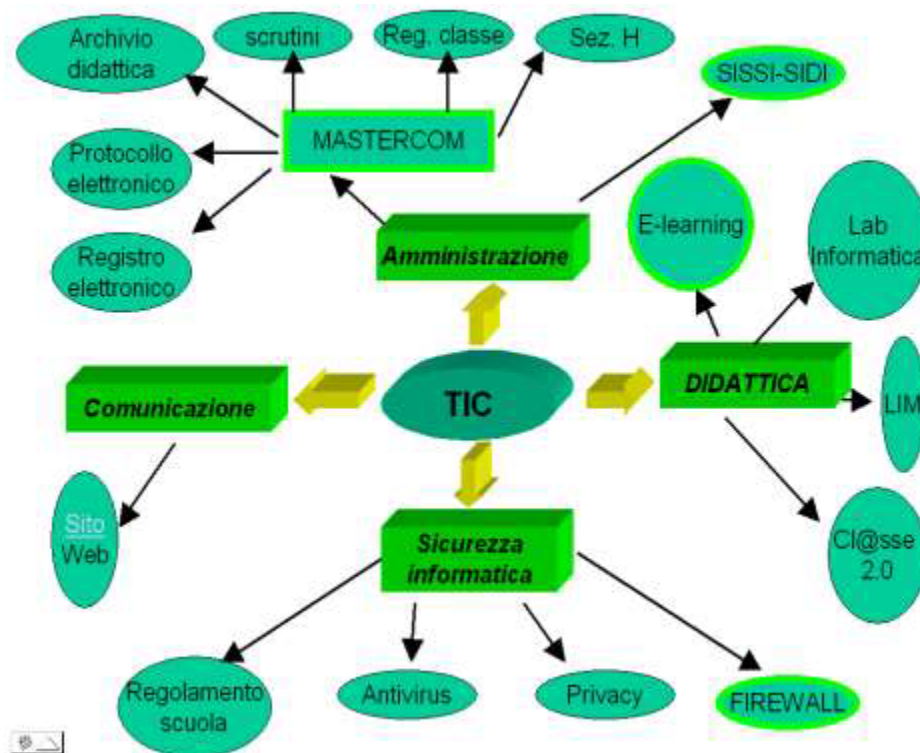 Archivio
didattica
scrutini
Reg. classe
Sez. H
SISSI-SIDI
MASTERCOM
Protocollo
elettronico
E-learning
Lab
Informatica
Amministrazione
Registro
elettronico
Comunicazione
TIC
DIDATTICA
LIM
Sito
Web
Sicurezza
informatica
Cl@sse
2.0
Regolamento
scuola
Antivirus
Privacy
FIREWALL